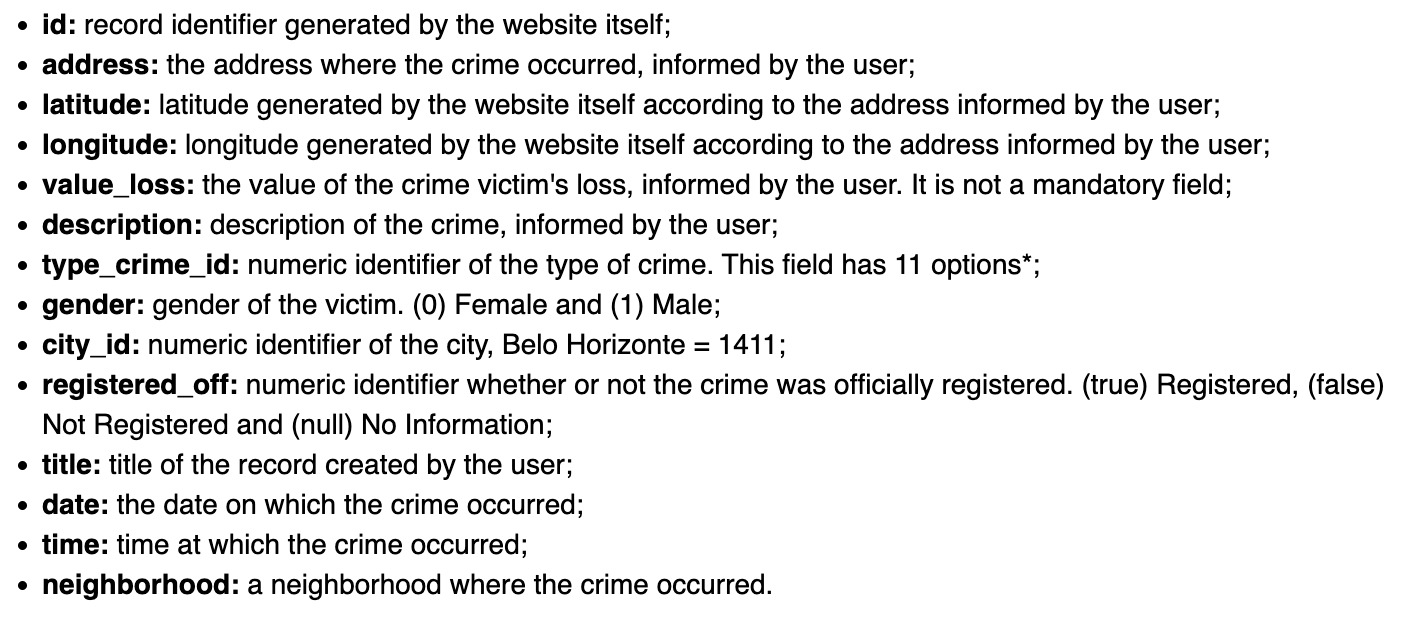 • id: record identifier generated by the website itself;
• address: the address where the crime occurred, informed by the user;
• latitude: latitude generated by the website itself according to the address informed by the user;
• longitude: longitude generated by the website itself according to the address informed by the user;
• value_loss: the value of the crime victim's loss, informed by the user. It is not a mandatory field;
• description: description of the crime, informed by the user;
• type_crime_id: numeric identifier of the type of crime. This field has 11 options*;
• gender: gender of the victim. (0) Female and (1) Male;
• city_id: numeric identifier of the city, Belo Horizonte = 1411;
• registered_off: numeric identifier whether or not the crime was officially registered. (true) Registered, (false)
Not Registered and (null) No Information;
• title: title of the record created by the user;
• date: the date on which the crime occurred;
• time: time at which the crime occurred;
• neighborhood: a neighborhood where the crime occurred.